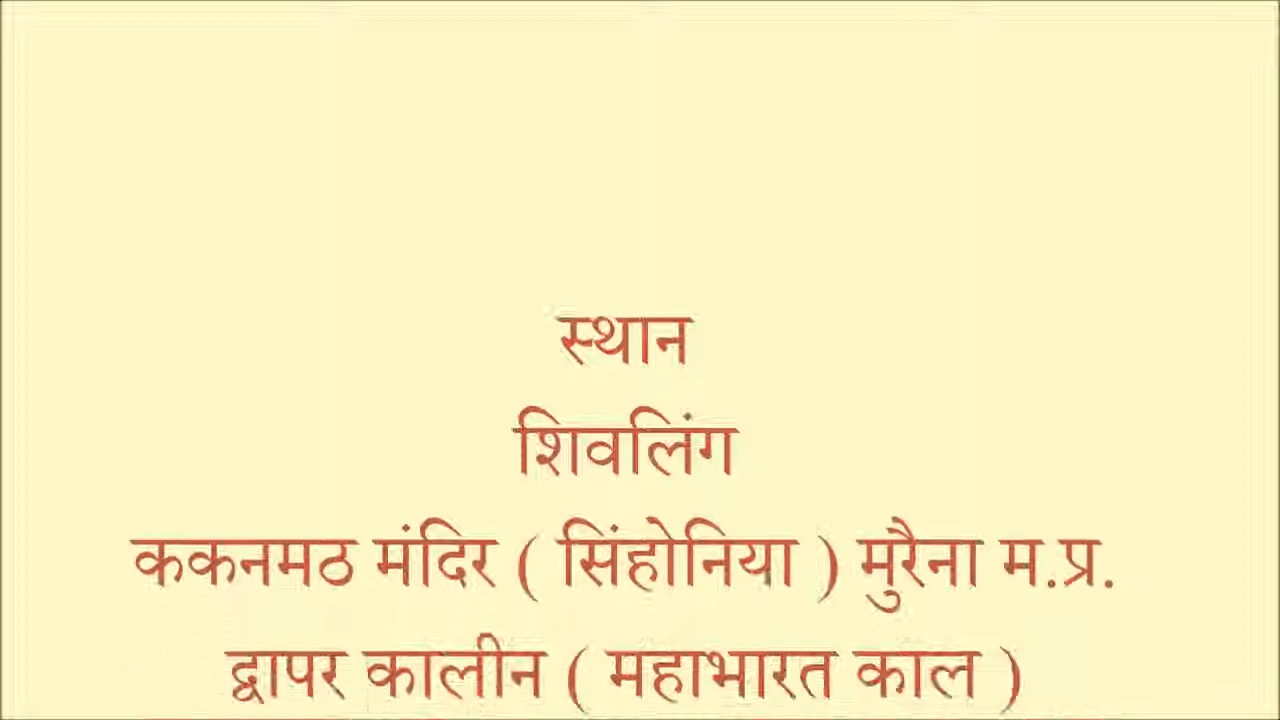 स्थान
शिवलिंग
ककनमठ मंदिर ( सिंहोनिया ) मुरैना म.प्र.
द्वापर कालीन ( महाभारत काल )